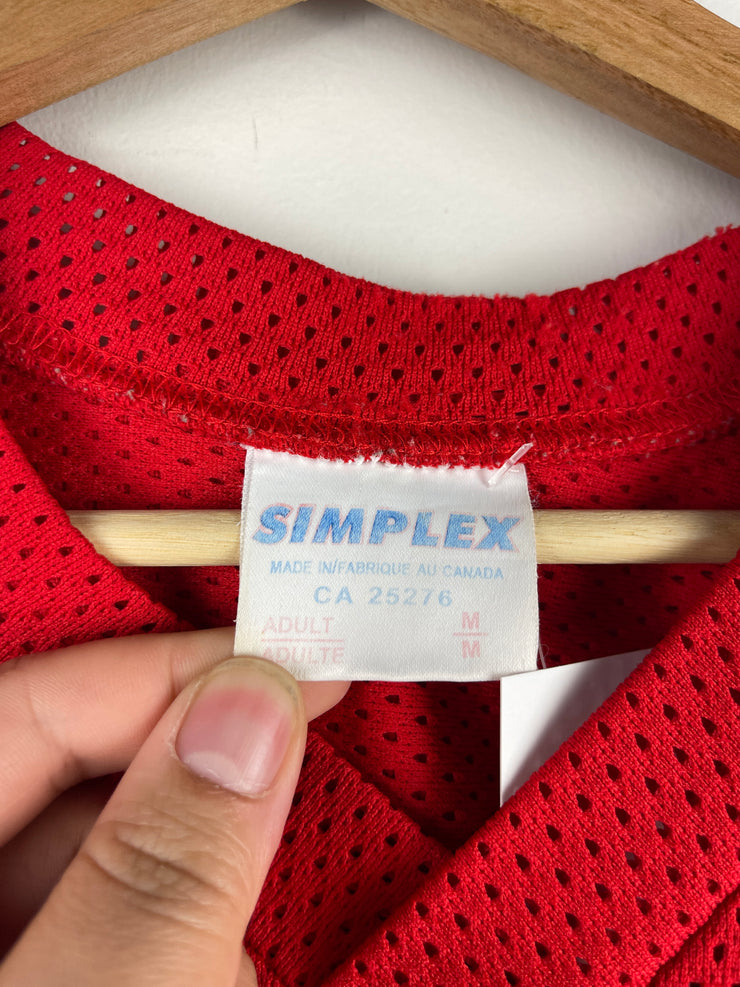 SIMPLEX
MADE IN/FABRIQUE AU CANADA
CA 25276
ADULT M
ADULTE M